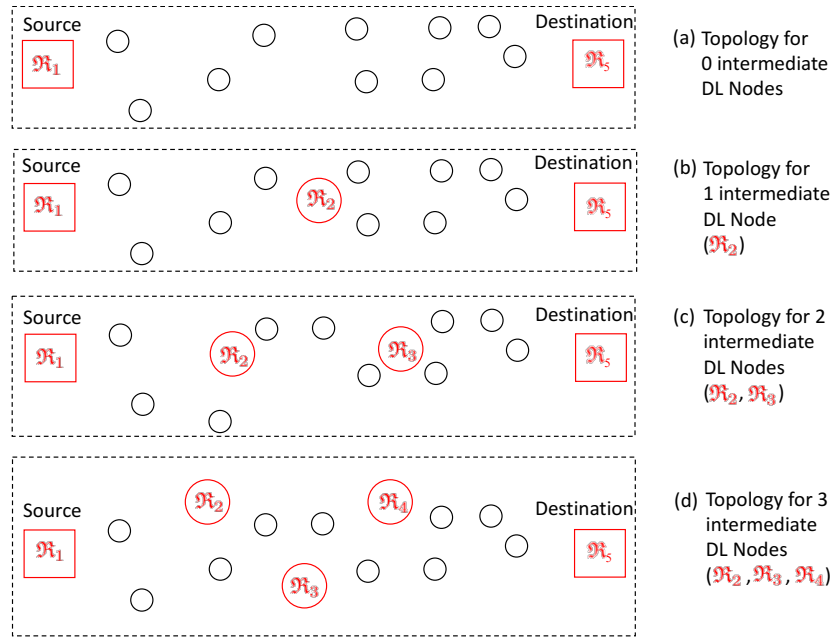 Source
Destination
ℜ1
ℜ5
(a) Topology for
0 intermediate
DL Nodes
Source
Destination
ℜ1
ℜ2
ℜ5
(b) Topology for
1 intermediate
DL Node
(ℜ2)
Source
Destination
ℜ1
ℜ2
ℜ3
ℜ5
(c) Topology for 2
intermediate
DL Nodes
(ℜ2, ℜ3)
Source
Destination
ℜ1
ℜ2
ℜ3
ℜ4
ℜ5
(d) Topology for 3
intermediate
DL Nodes
(ℜ2 ,ℜ3, ℜ4)